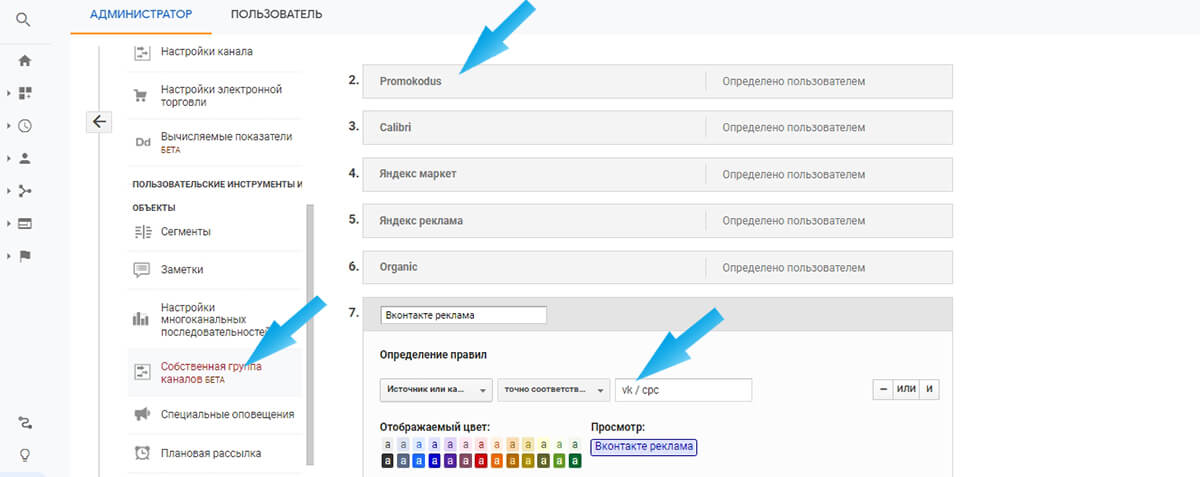 АДМИНИСТРАТОР ПОЛЬЗОВАТЕЛЬ
Настройки канала
Настройки электронной
торговли
Dd Вычисляемые показатели
БЕТА
ПОЛЬЗОВАТЕЛЬСКИЕ ИНСТРУМЕНТЫ И
ОБЪЕКТЫ
Сегменты
Заметки
Настройки
многоканальных
последовательностей
Собственная группа
каналов БЕТА
Специальные оповещения
Плановая рассылка
2. Promokodus Определено пользователем
3. Calibri Определено пользователем
4. Яндекс маркет Определено пользователем
5. Яндекс реклама Определено пользователем
6. Organic Определено пользователем
7. Вконтакте реклама
Определение правил
Источник или ка... точно соответств... vk / cpc – ИЛИ И
Отображаемый цвет: Просмотр:
a a a a a a a a a a a a a Вконтакте реклама
a a a a a a a a a a a a a